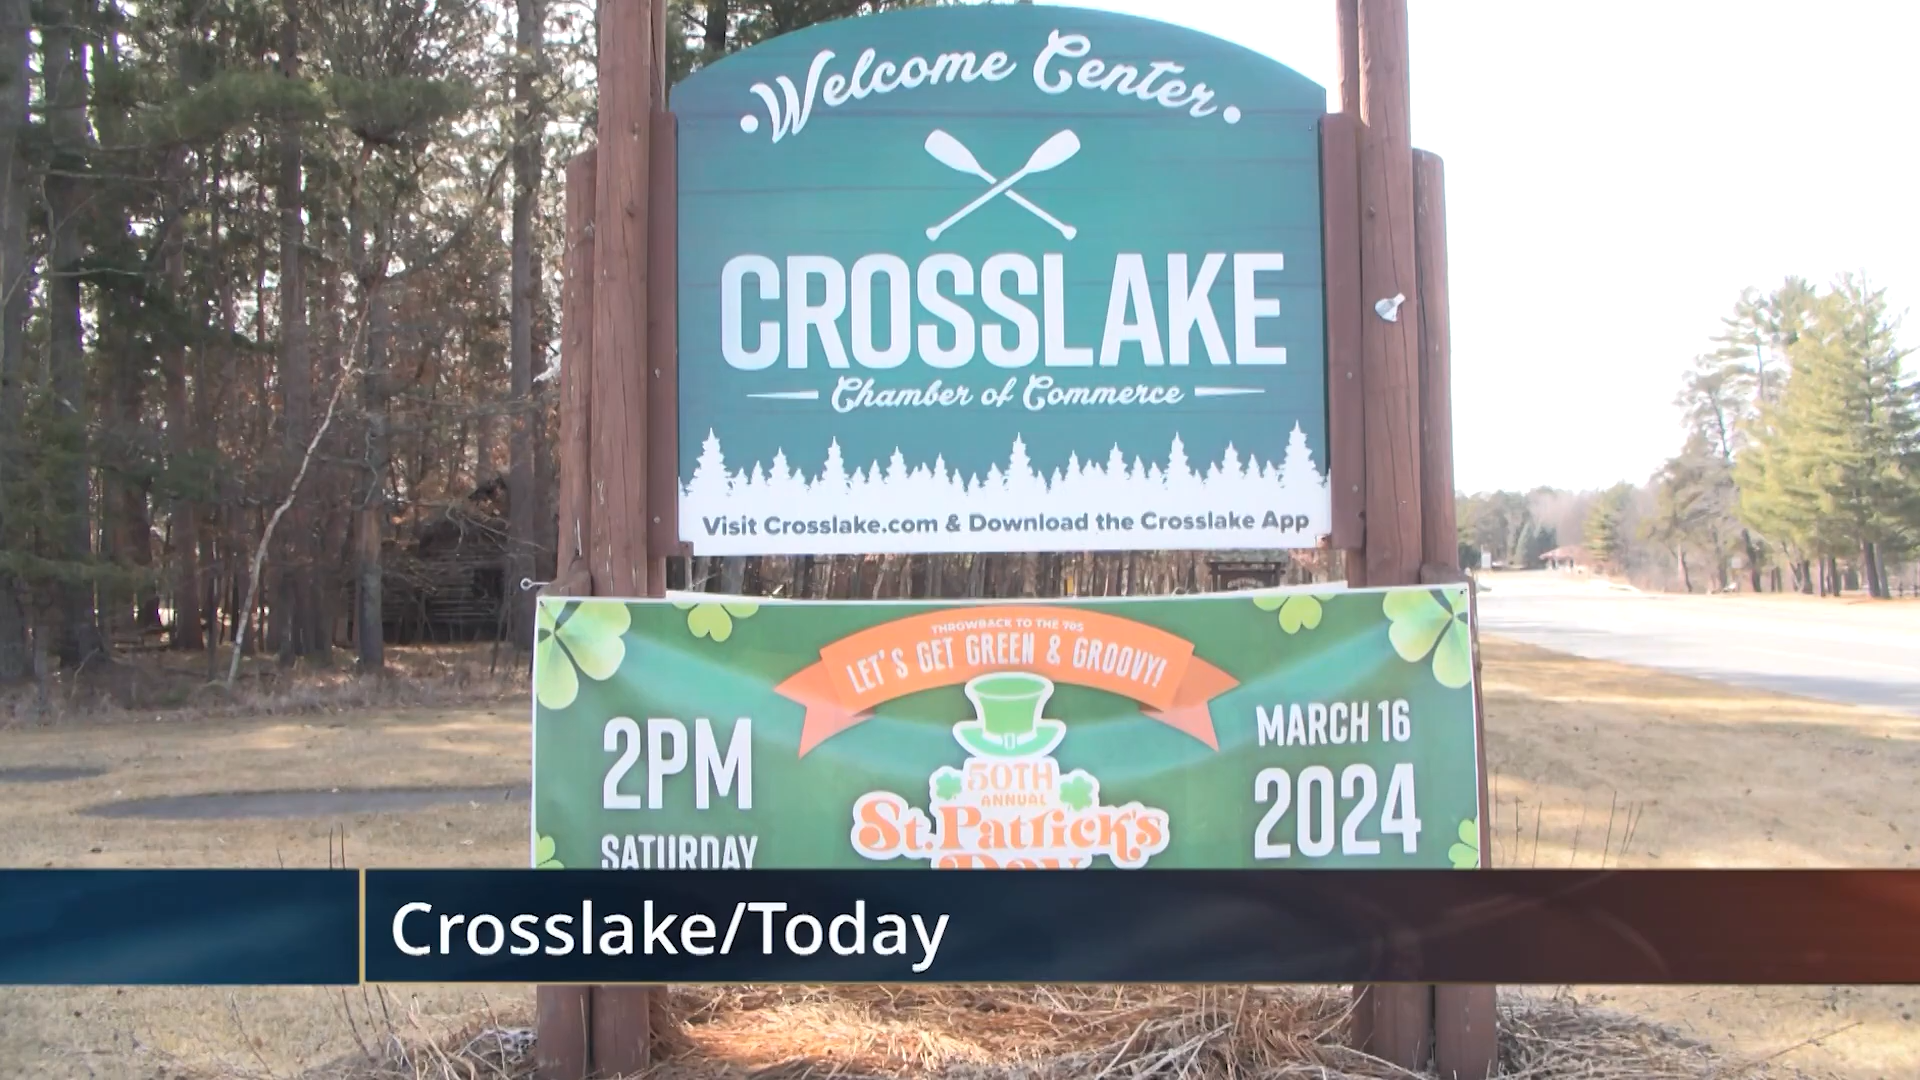 Welcome Center
CROSSLAKE
Chamber of Commerce
Visit Crosslake.com & Download the Crosslake App
THROWBACK TO THE 70S
LET'S GET GREEN & GROOVY!
2PM
SATURDAY
50TH
ANNUAL
St. Patrick's
Day
MARCH 16
2024
Crosslake/Today